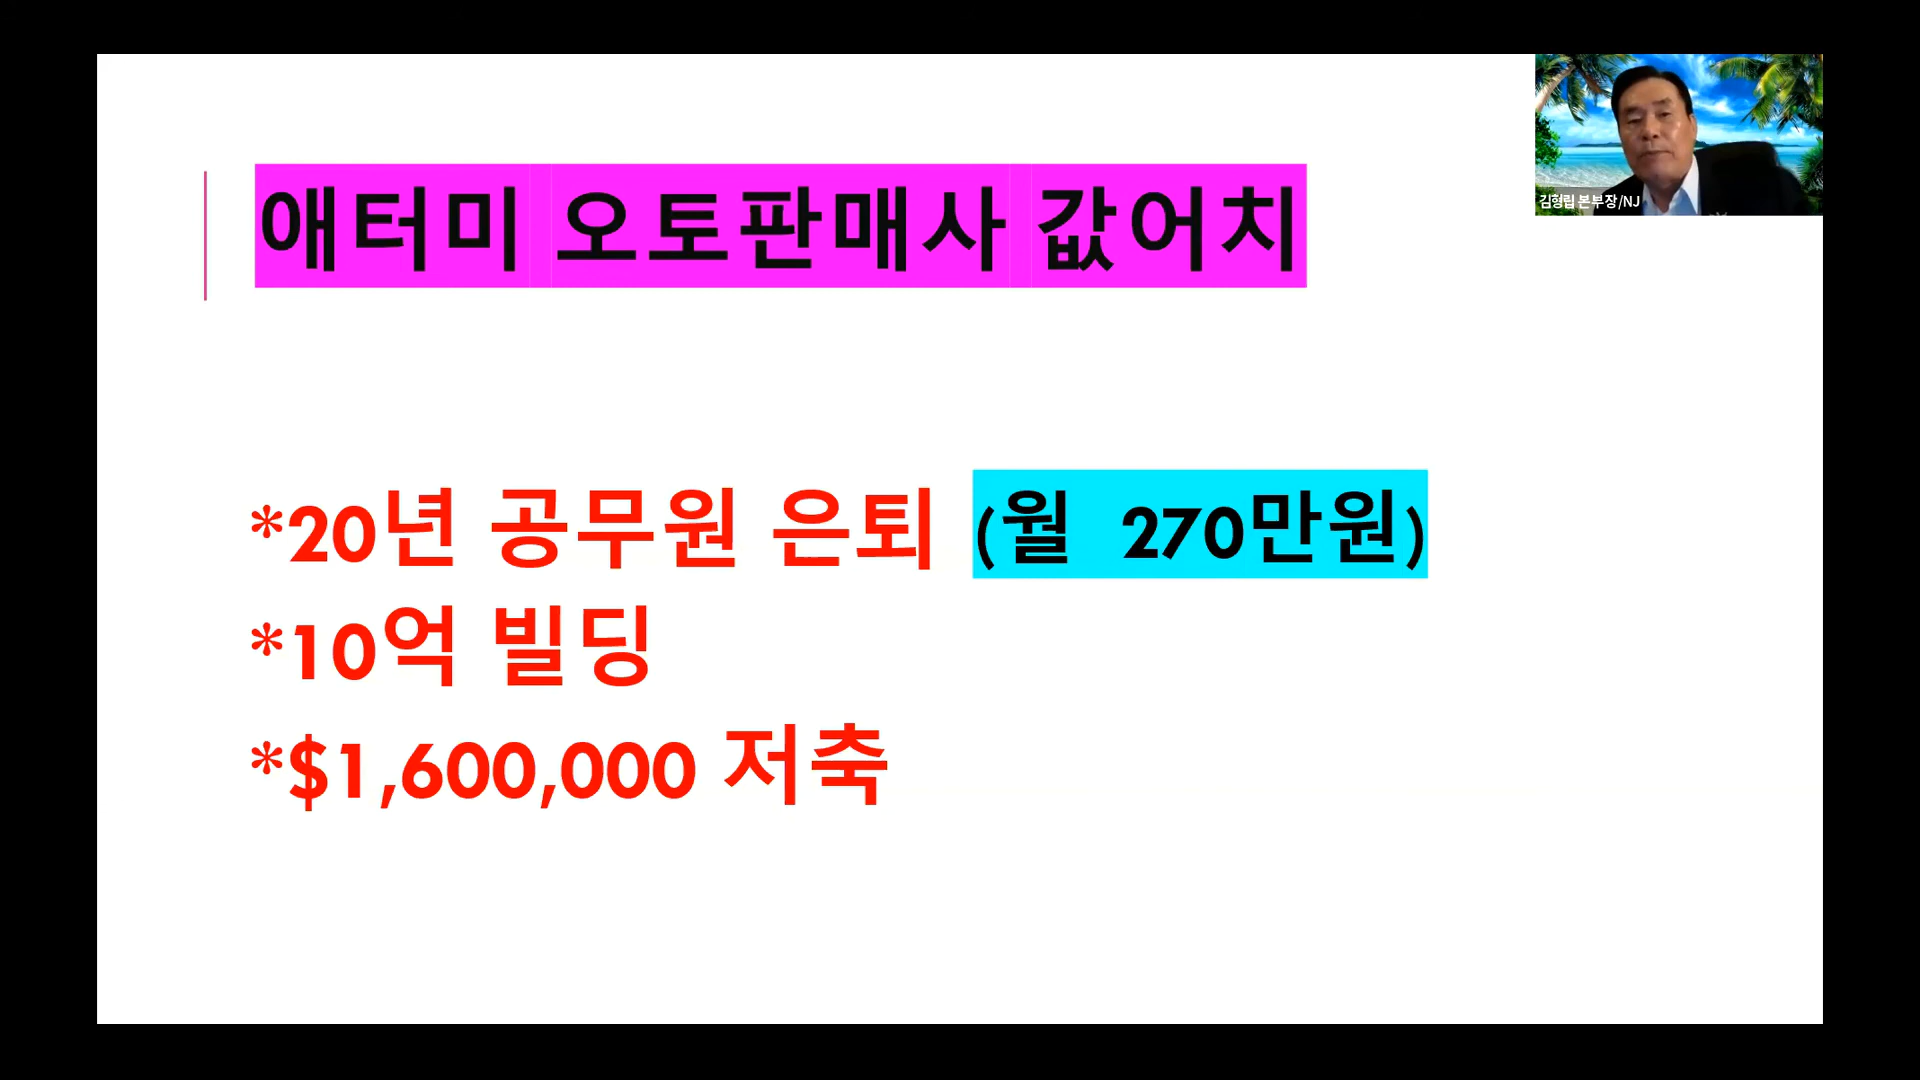 애터미 오토판매사 값어치
김형립 본부장/NJ
*20년 공무원 은퇴 (월 270만원)
*10억 빌딩
*$1,600,000 저축